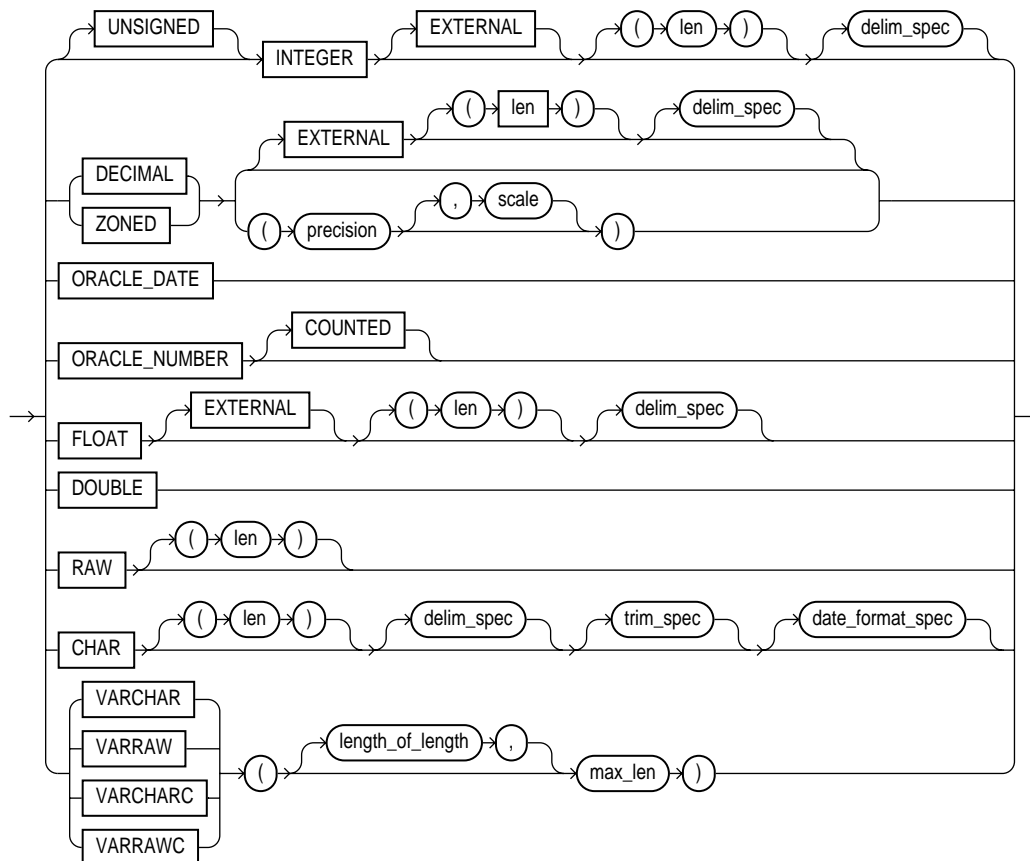 UNSIGNED EXTERNAL ( len ) delim_spec
INTEGER
( len ) delim_spec
EXTERNAL
DECIMAL
, scale
ZONED
( precision )
ORACLE_DATE
COUNTED
ORACLE_NUMBER
EXTERNAL ( len ) delim_spec
FLOAT
DOUBLE
( len )
RAW
( len ) delim_spec trim_spec date_format_spec
CHAR
VARCHAR
length_of_length ,
VARRAW
( max_len )
VARCHARC
VARRAWC